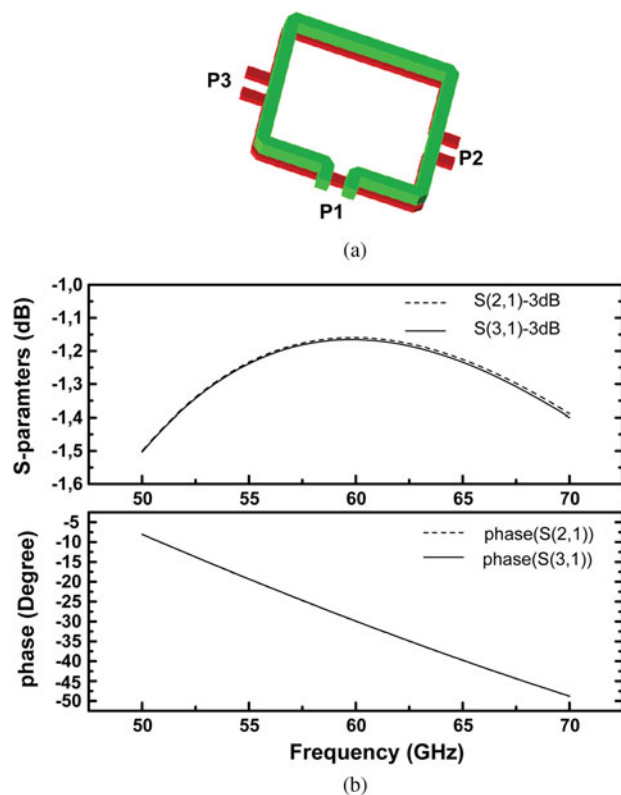 P3
P2
P1
(a)
S-paramters (dB)
-1,0
-1,1
-1,2
-1,3
-1,4
-1,5
-1,6
S(2,1)-3dB
S(3,1)-3dB
50 55 60 65 70
phase (Degree)
-5
-10
-15
-20
-25
-30
-35
-40
-45
-50
phase(S(2,1))
phase(S(3,1))
50 55 60 65 70
Frequency (GHz)
(b)